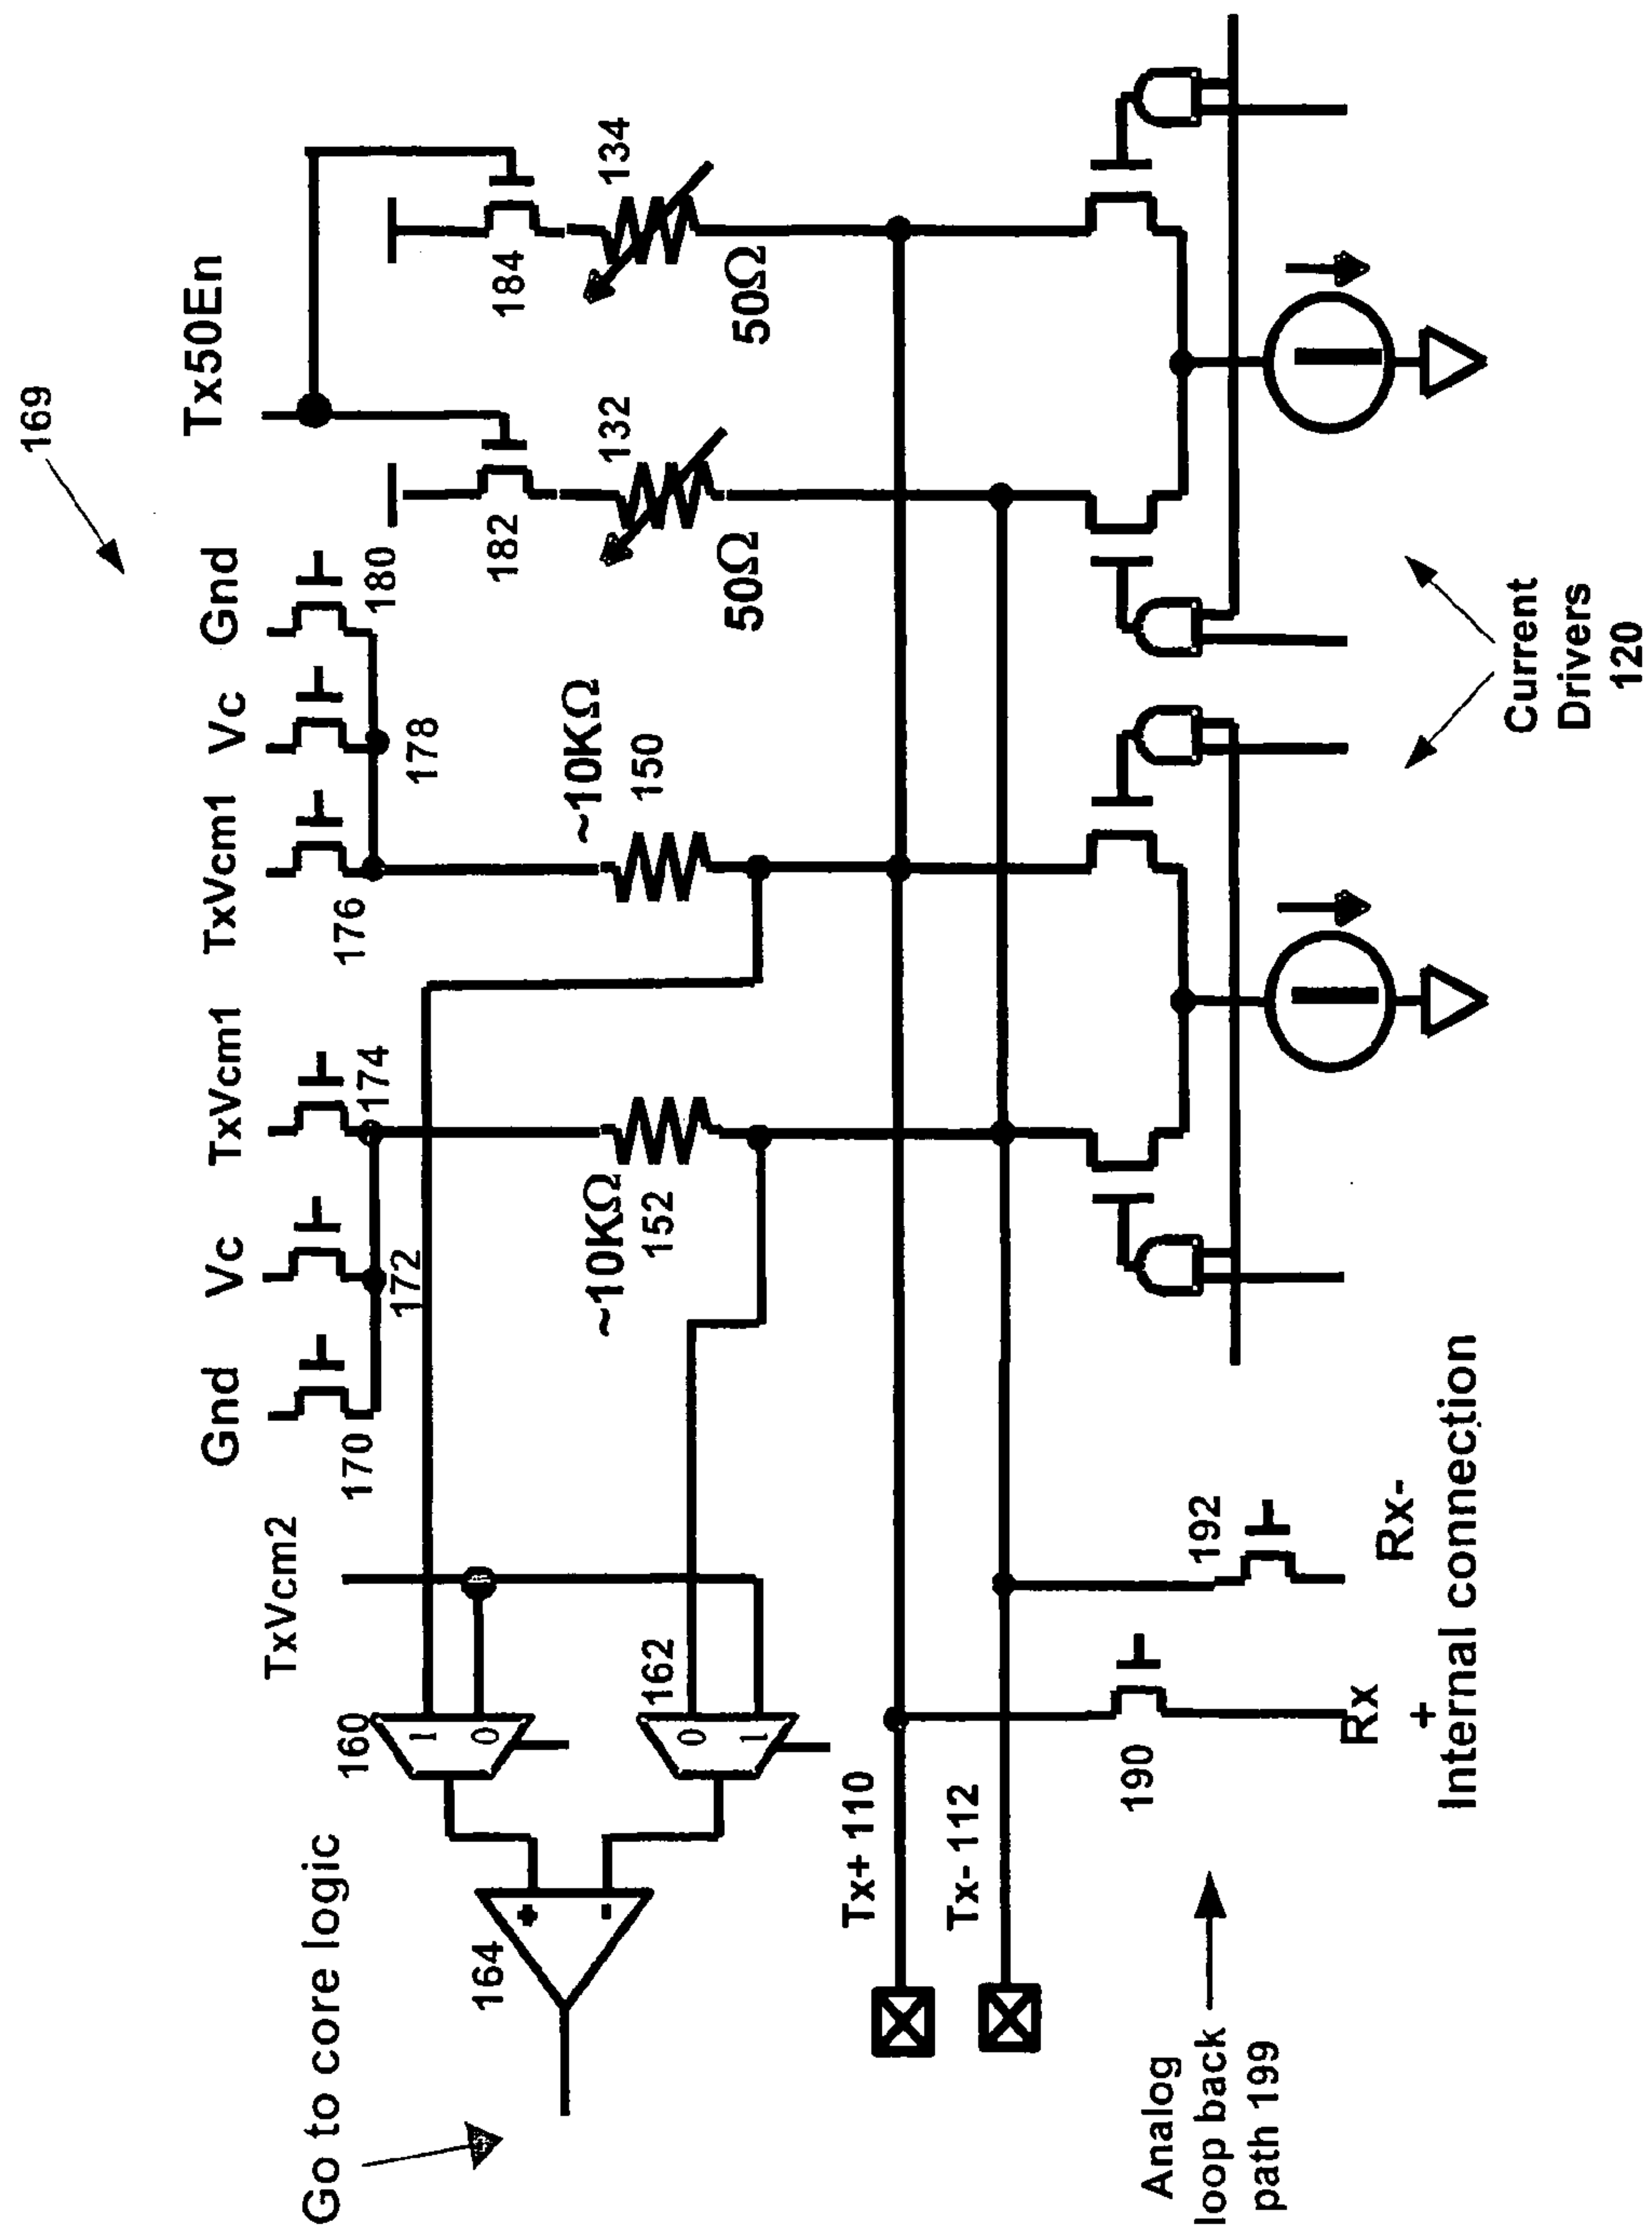 169
Go to core logic
TxVcm2
Gnd
Vc
TxVcm1
TxVcm1
Vc
Gnd
Tx50En
160
1
0
162
0
1
164
+
-
170
172
174
176
178
180
182
184
~10KΩ
152
~10KΩ
150
50Ω
132
50Ω
134
Tx+ 110
Tx- 112
190
192
Analog
loop back
path 199
Rx
+
Rx-
Internal connection
Current
Drivers
120